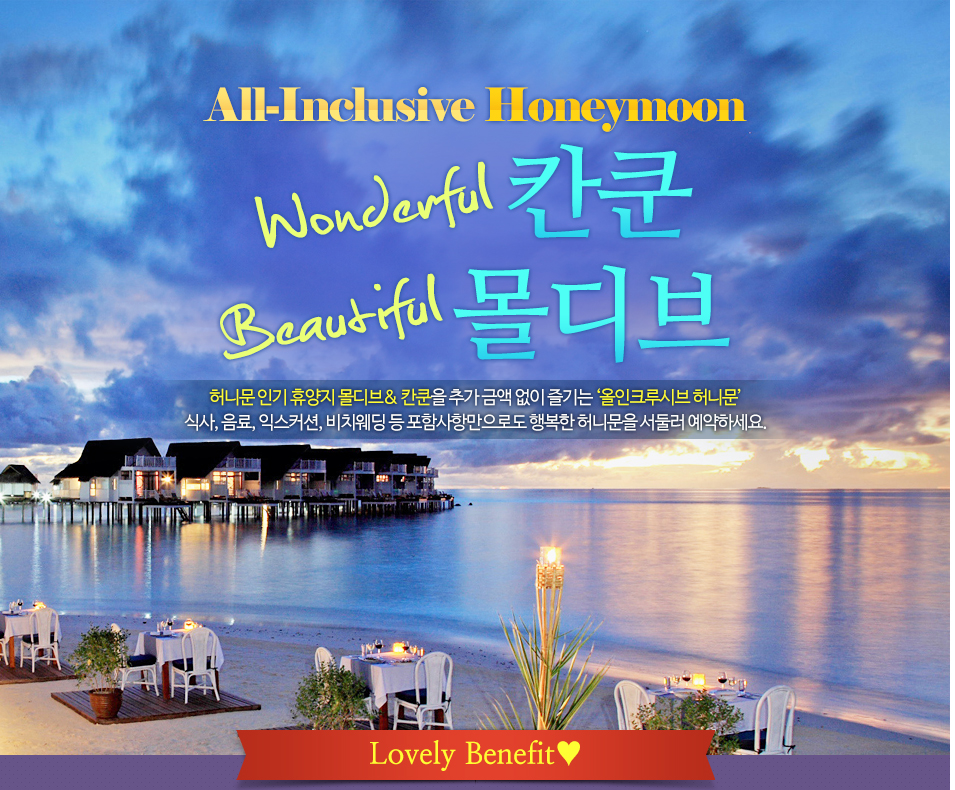 All-Inclusive Honeymoon
Wonderful 칸쿤
Beautiful 몰디브
허니문 인기 휴양지 몰디브 & 칸쿤을 추가 금액 없이 즐기는 '올인크루시브 허니문'
식사, 음료, 익스커션, 비치웨딩 등 포함사항만으로도 행복한 허니문을 서둘러 예약하세요.
Lovely Benefit♥